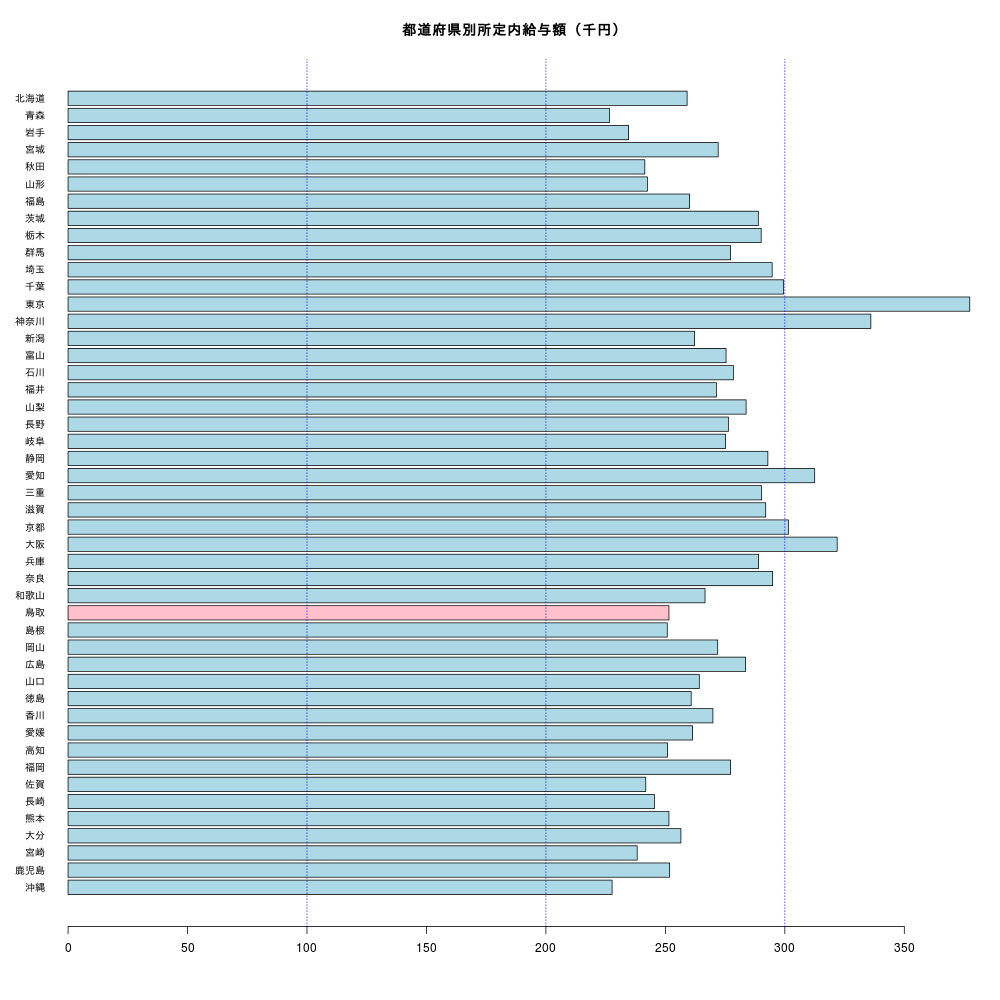 都道府県別所定内給与額（千円）
北海道
青森
岩手
宮城
秋田
山形
福島
茨城
栃木
群馬
埼玉
千葉
東京
神奈川
新潟
富山
石川
福井
山梨
長野
岐阜
静岡
愛知
三重
滋賀
京都
大阪
兵庫
奈良
和歌山
鳥取
島根
岡山
広島
山口
徳島
香川
愛媛
高知
福岡
佐賀
長崎
熊本
大分
宮崎
鹿児島
沖縄
0 50 100 150 200 250 300 350